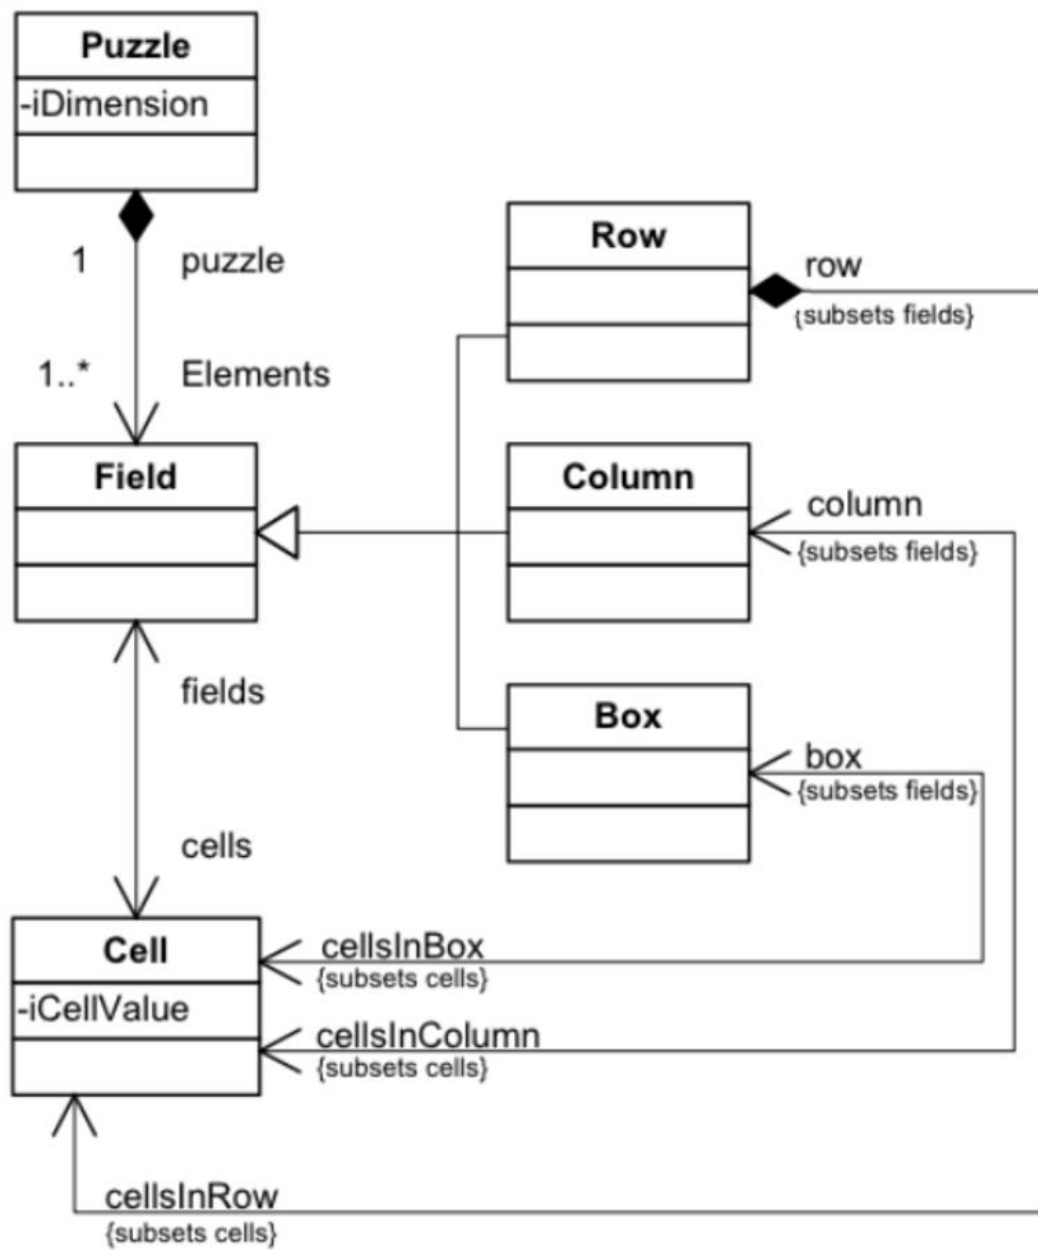 Puzzle
-iDimension
1 puzzle
1..* Elements
Field
fields
cells
Cell
-iCellValue
Row
row
{subsets fields}
Column
column
{subsets fields}
Box
box
{subsets fields}
cellsInBox
{subsets cells}
cellsInColumn
{subsets cells}
cellsInRow
{subsets cells}